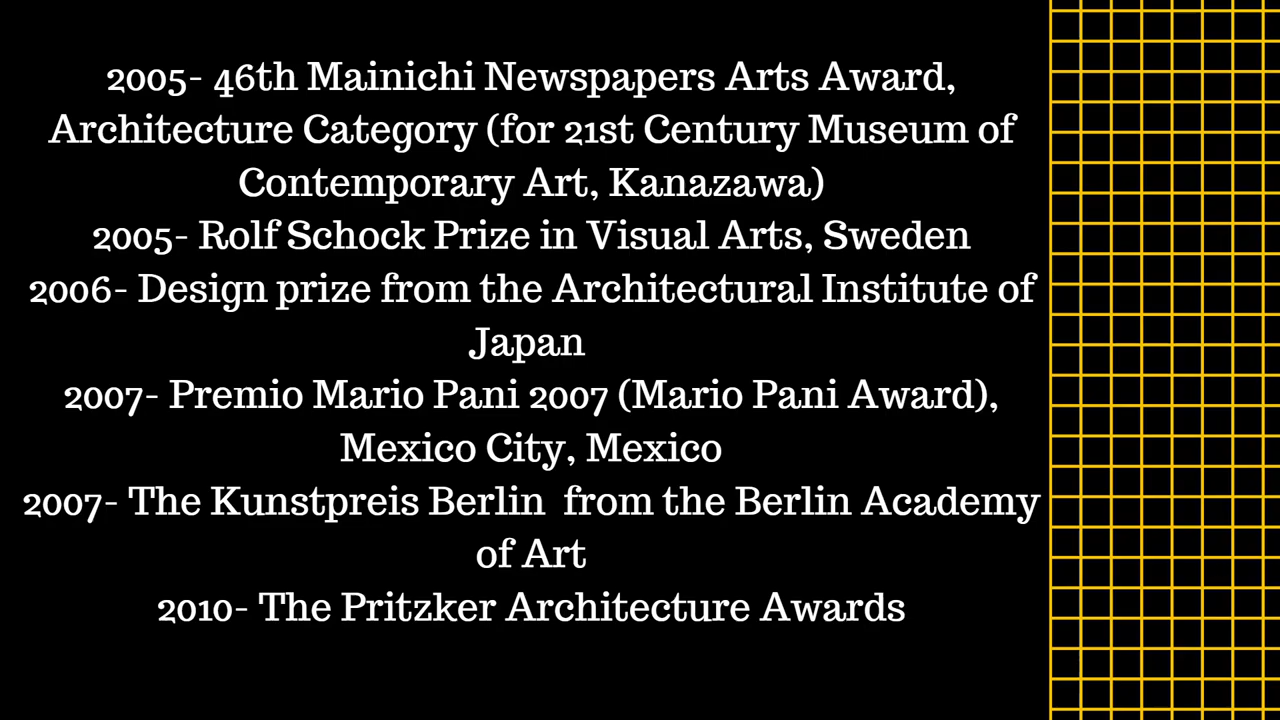 2005- 46th Mainichi Newspapers Arts Award,
Architecture Category (for 21st Century Museum of
Contemporary Art, Kanazawa)
2005- Rolf Schock Prize in Visual Arts, Sweden
2006- Design prize from the Architectural Institute of
Japan
2007- Premio Mario Pani 2007 (Mario Pani Award),
Mexico City, Mexico
2007- The Kunstpreis Berlin  from the Berlin Academy
of Art
2010- The Pritzker Architecture Awards